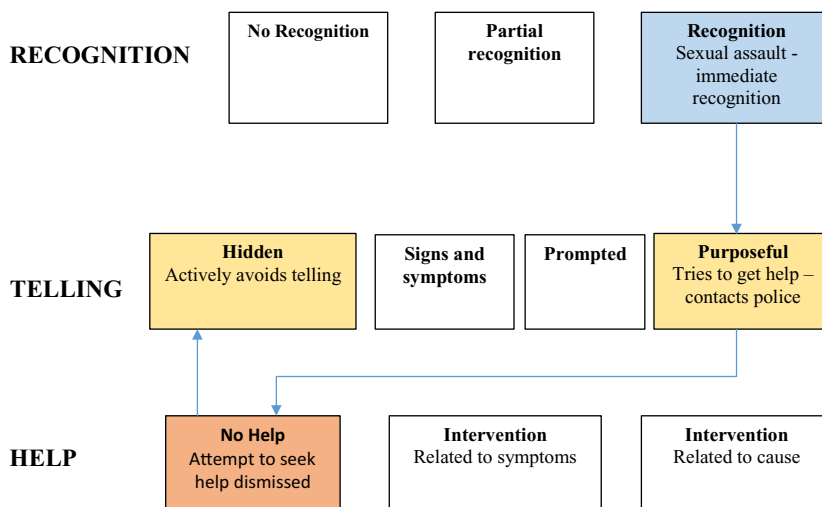 RECOGNITION
No Recognition
Partial
recognition
Recognition
Sexual assault -
immediate
recognition
TELLING
Hidden
Actively avoids telling
Signs and
symptoms
Prompted
Purposeful
Tries to get help –
contacts police
HELP
No Help
Attempt to seek
help dismissed
Intervention
Related to symptoms
Intervention
Related to cause